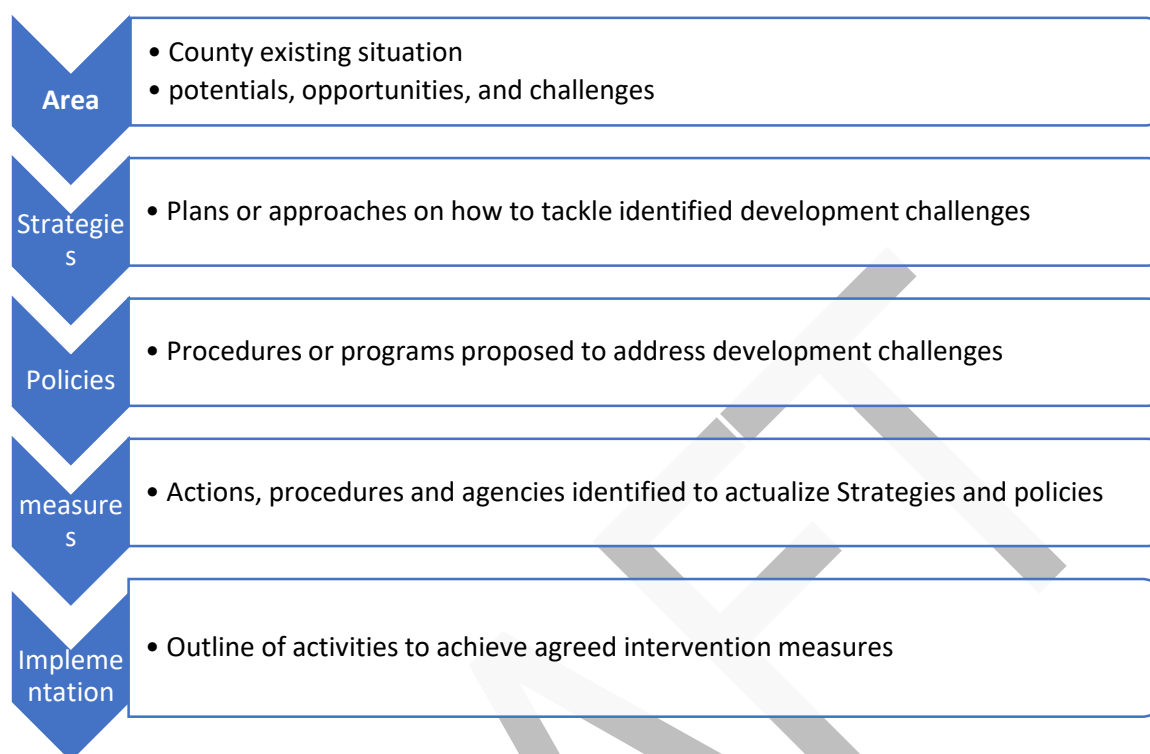 Area
• County existing situation
• potentials, opportunities, and challenges
Strategie
s
• Plans or approaches on how to tackle identified development challenges
Policies
• Procedures or programs proposed to address development challenges
measure
s
• Actions, procedures and agencies identified to actualize Strategies and policies
Impleme
ntation
• Outline of activities to achieve agreed intervention measures
AFT